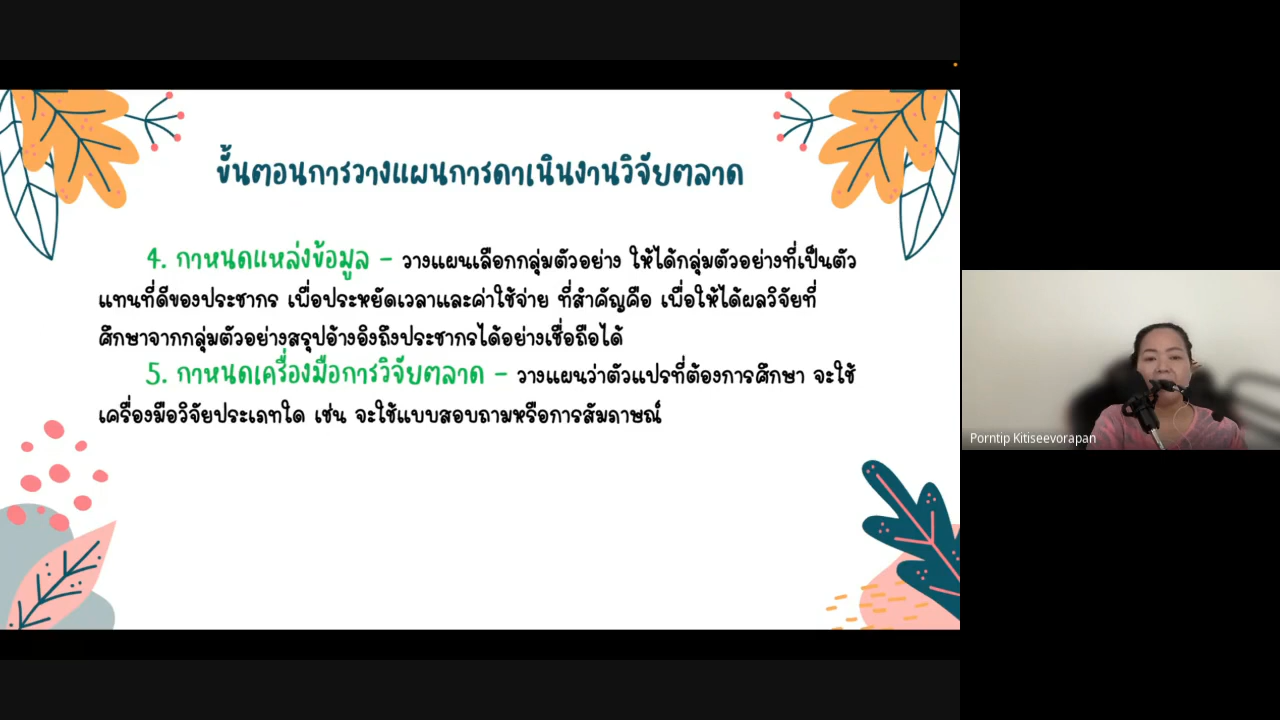 ขั้นตอนการวางแผนการดาเนินงานวิจัยตลาด
4. กาหนดแหล่งข้อมูล - วางแผนเลือกกลุ่มตัวอย่าง ให้ได้กลุ่มตัวอย่างที่เป็นตัว
แทนที่ดีของประชากร เพื่อประหยัดเวลาและค่าใช้จ่าย ที่สำคัญคือ เพื่อให้ได้ผลวิจัยที่
ศึกษาจากกลุ่มตัวอย่างสรุปอ้างอิงถึงประชากรได้อย่างเชื่อถือได้
5. กาหนดเครื่องมือการวิจัยตลาด - วางแผนว่าตัวแปรที่ต้องการศึกษา จะใช้
เครื่องมือวิจัยประเภทใด เช่น จะใช้แบบสอบถามหรือการสัมภาษณ์
Porntip Kitiseevorapan